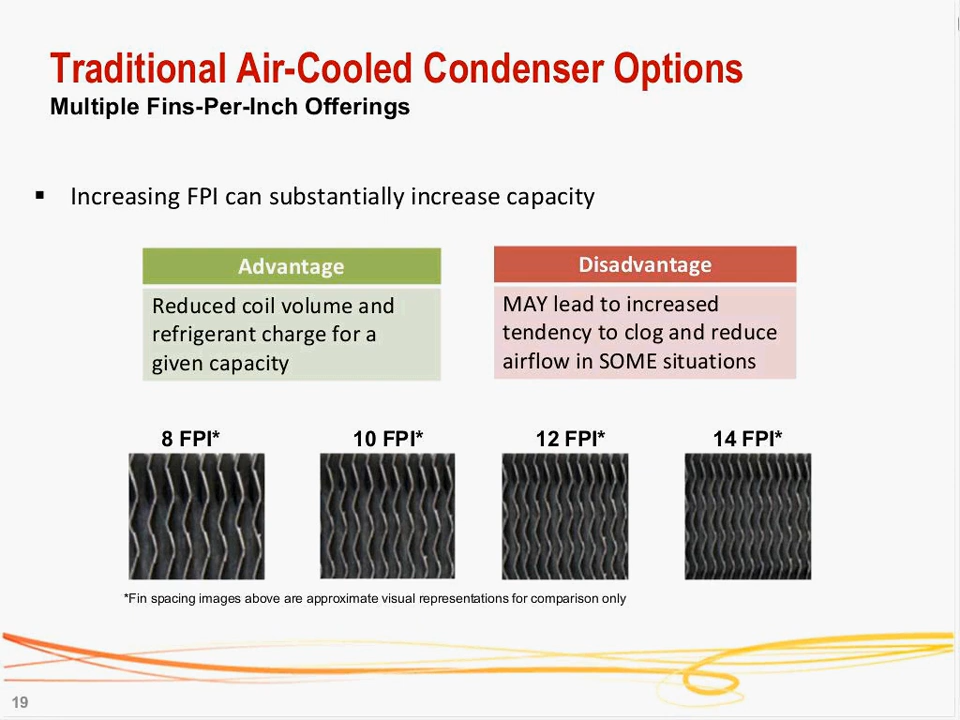 Traditional Air-Cooled Condenser Options
Multiple Fins-Per-Inch Offerings
▪ Increasing FPI can substantially increase capacity
Advantage
Reduced coil volume and
refrigerant charge for a
given capacity
Disadvantage
MAY lead to increased
tendency to clog and reduce
airflow in SOME situations
8 FPI* 10 FPI* 12 FPI* 14 FPI*
*Fin spacing images above are approximate visual representations for comparison only
19